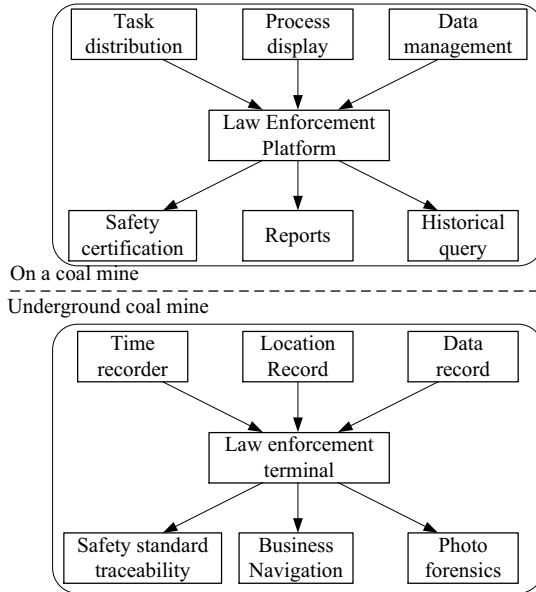 Task
distribution
Process
display
Data
management
Law Enforcement
Platform
Safety
certification
Reports
Historical
query
On a coal mine
Underground coal mine
Time
recorder
Location
Record
Data
record
Law enforcement
terminal
Safety standard
traceability
Business
Navigation
Photo
forensics